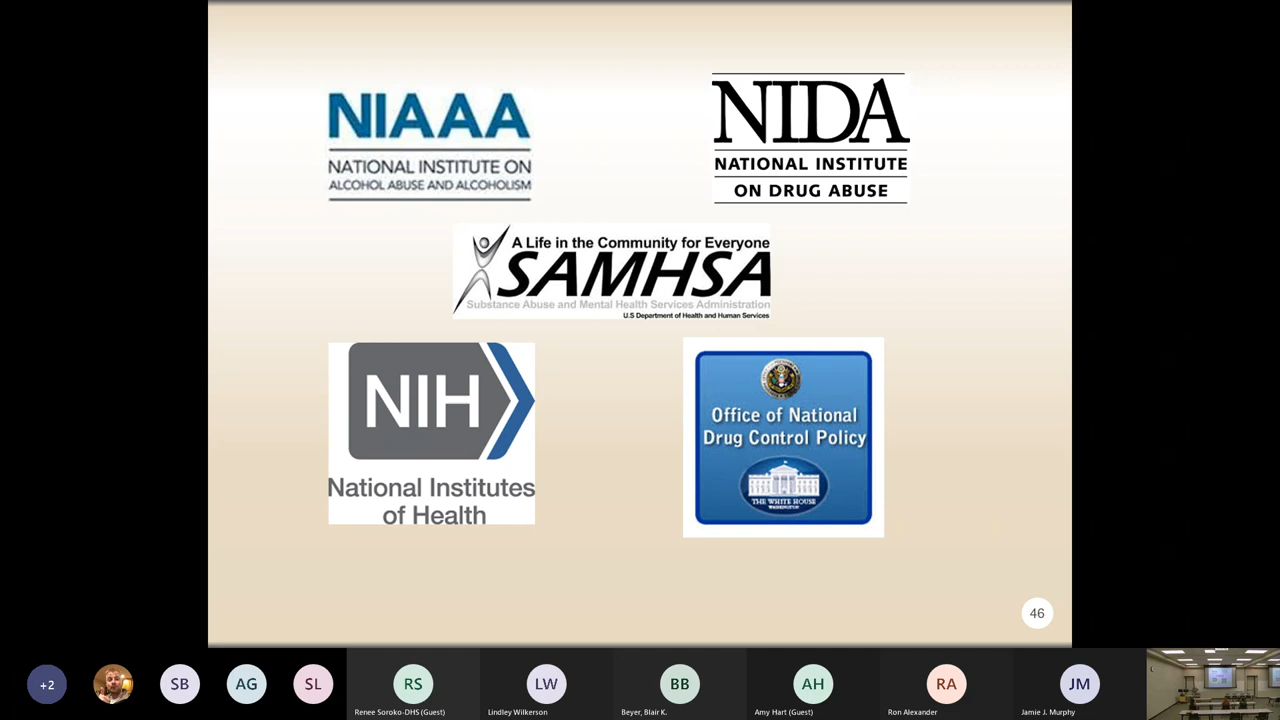 NIAAA
NATIONAL INSTITUTE ON
ALCOHOL ABUSE AND ALCOHOLISM
NIDA
NATIONAL INSTITUTE
ON DRUG ABUSE
A Life in the Community for Everyone
SAMHSA
Substance Abuse and Mental Health Services Administration
U.S Department of Health and Human Services
NIH
National Institutes
of Health
Office of National
Drug Control Policy
THE WHITE HOUSE
WASHINGTON
46
+2
SB
AG
SL
RS
Renee Soroko-DHS (Guest)
LW
Lindley Wilkerson
BB
Beyer, Blair K.
AH
Amy Hart (Guest)
RA
Ron Alexander
JM
Jamie J. Murphy